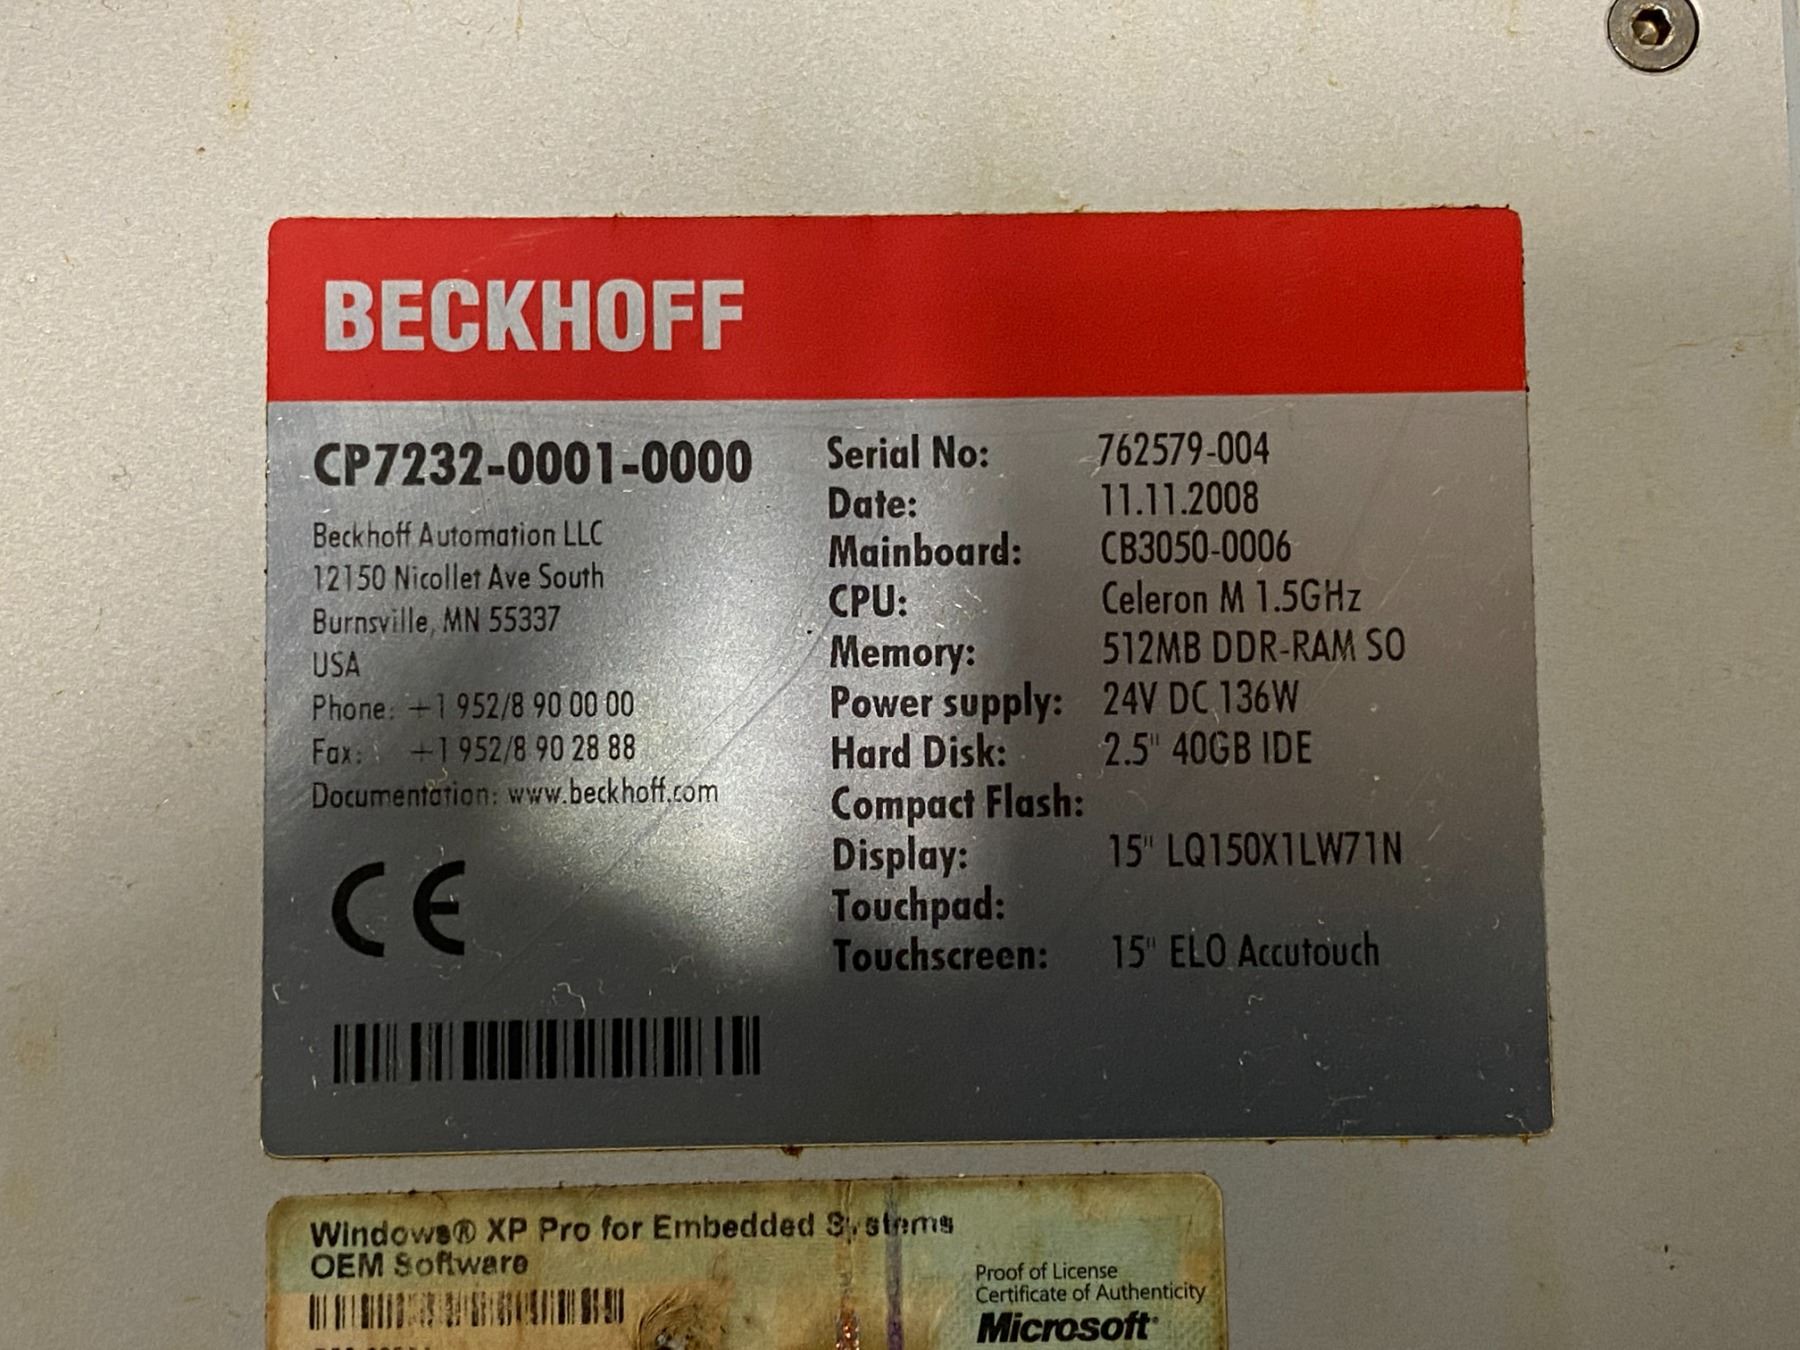 BECKHOFF
CP7232-0001-0000
Beckhoff Automation LLC
12150 Nicollet Ave South
Burnsville, MN 55337
USA
Phone: +1 952/8 90 00 00
Fax: +1 952/8 90 28 88
Documentation: www.beckhoff.com
CE
Serial No: 762579-004
Date: 11.11.2008
Mainboard: CB3050-0006
CPU: Celeron M 1.5GHz
Memory: 512MB DDR-RAM SO
Power supply: 24V DC 136W
Hard Disk: 2.5" 40GB IDE
Compact Flash:
Display: 15" LQ150X1LW71N
Touchpad:
Touchscreen: 15" ELO Accutouch
Windows® XP Pro for Embedded Systems
OEM Software
Proof of License
Certificate of Authenticity
Microsoft